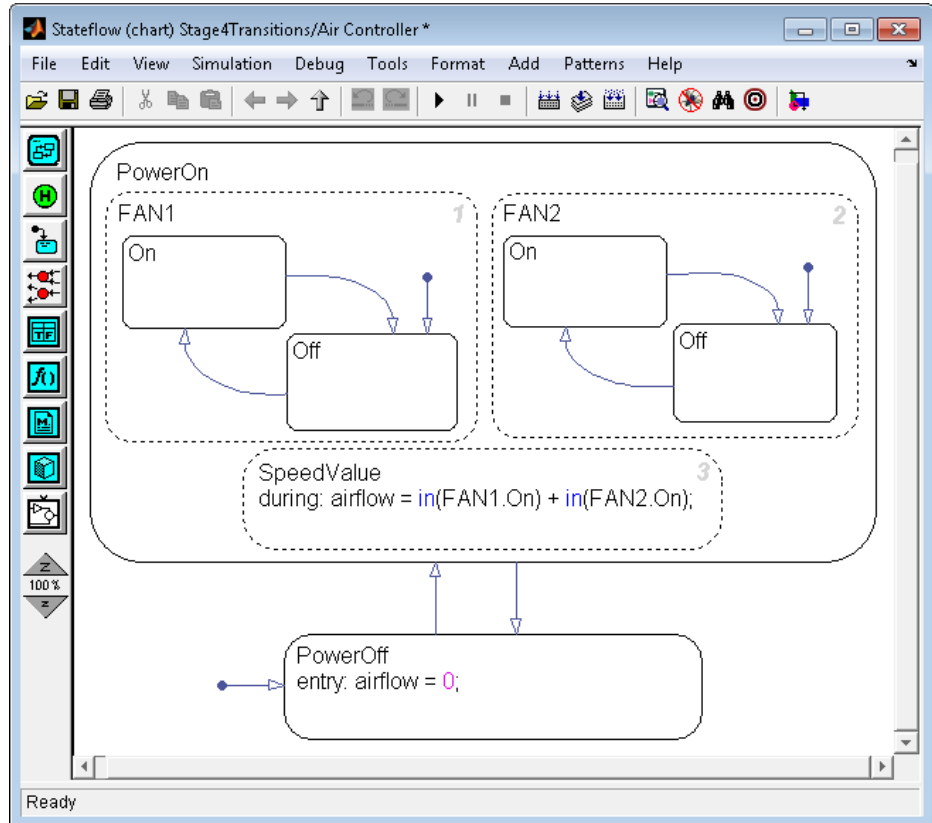 Stateflow (chart) Stage4Transitions/Air Controller *
File Edit View Simulation Debug Tools Format Add Patterns Help
PowerOn
FAN1 1
On
Off
FAN2 2
On
Off
SpeedValue 3
during: airflow = in(FAN1.On) + in(FAN2.On);
PowerOff
entry: airflow = 0;
H
TF
f()
M
Z
100 %
z
Ready